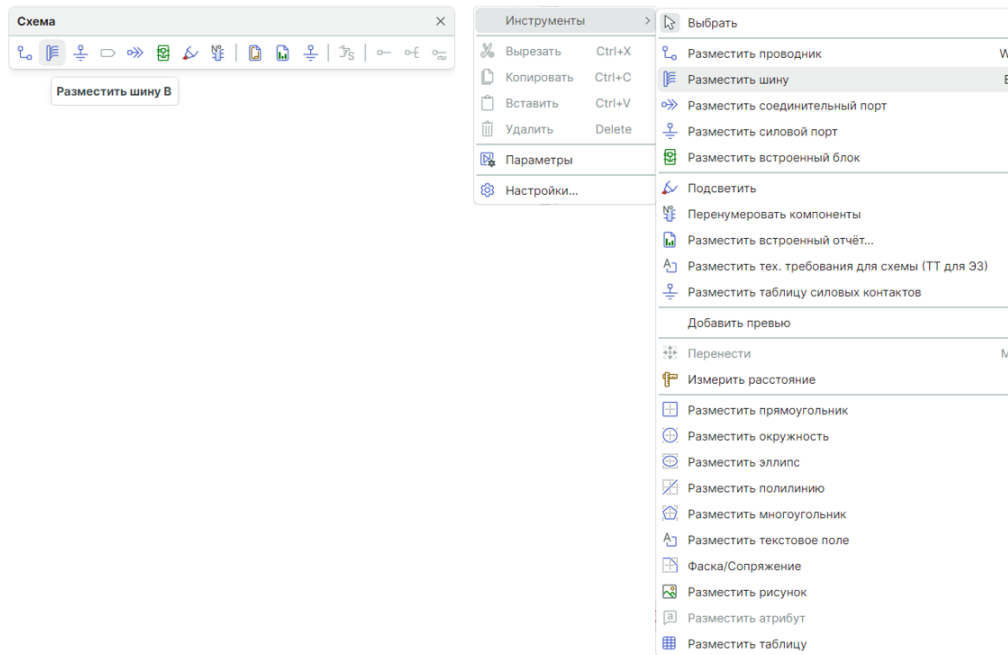 Схема
Разместить шину B
Инструменты
Вырезать Ctrl+X
Копировать Ctrl+C
Вставить Ctrl+V
Удалить Delete
Параметры
Настройки...
Выбрать
Разместить проводник
Разместить шину
Разместить соединительный порт
Разместить силовой порт
Разместить встроенный блок
Подсветить
Перенумеровать компоненты
Разместить встроенный отчёт...
Разместить тех. требования для схемы (ТТ для ЭЗ)
Разместить таблицу силовых контактов
Добавить превью
Перенести
Измерить расстояние
Разместить прямоугольник
Разместить окружность
Разместить эллипс
Разместить полилинию
Разместить многоугольник
Разместить текстовое поле
Фаска/Сопряжение
Разместить рисунок
Разместить атрибут
Разместить таблицу